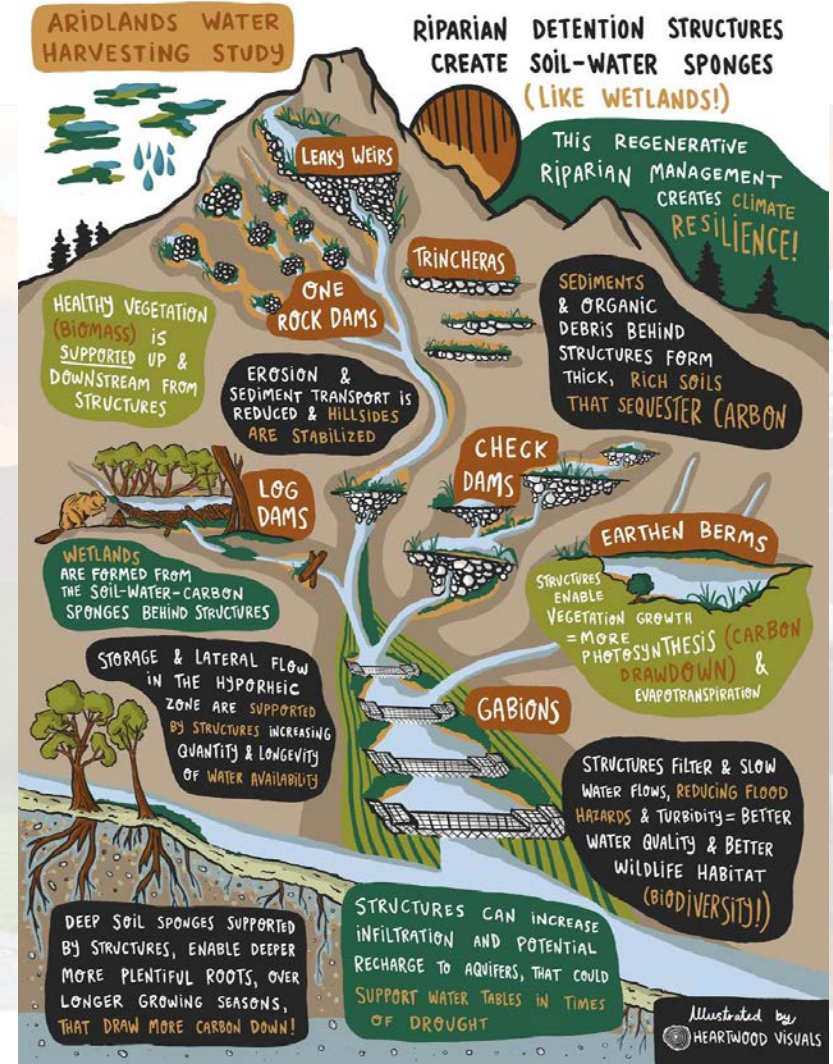 ARIDLANDS WATER
HARVESTING STUDY
RIPARIAN DETENTION STRUCTURES
CREATE SOIL-WATER SPONGES
(LIKE WETLANDS!)
THIS REGENERATIVE
RIPARIAN MANAGEMENT
CREATES CLIMATE
RESILIENCE!
LEAKY WEIRS
TRINCHERAS
ONE
ROCK DAMS
SEDIMENTS
& ORGANIC
DEBRIS BEHIND
STRUCTURES FORM
THICK, RICH SOILS
THAT SEQUESTER CARBON
HEALTHY VEGETATION
(BIOMASS) IS
SUPPORTED UP &
DOWNSTREAM FROM
STRUCTURES
EROSION &
SEDIMENT TRANSPORT IS
REDUCED & HILLSIDES
ARE STABILIZED
CHECK
DAMS
LOG
DAMS
EARTHEN BERMS
WETLANDS
ARE FORMED FROM
THE SOIL-WATER-CARBON
SPONGES BEHIND STRUCTURES
STRUCTURES
ENABLE
VEGETATION GROWTH
=MORE
PHOTOSYNTHESIS (CARBON
DRAWDOWN) &
EVAPOTRANSPIRATION
STORAGE & LATERAL FLOW
IN THE HYPORHEIC
ZONE ARE SUPPORTED
BY STRUCTURES INCREASING
QUANTITY & LONGEVITY
OF WATER AVAILABILITY
GABIONS
STRUCTURES FILTER & SLOW
WATER FLOWS, REDUCING FLOOD
HAZARDS & TURBIDITY = BETTER
WATER QUALITY & BETTER
WILDLIFE HABITAT
(BIODIVERSITY!)
DEEP SOIL SPONGES SUPPORTED
BY STRUCTURES, ENABLE DEEPER
MORE PLENTIFUL ROOTS, OVER
LONGER GROWING SEASONS,
THAT DRAW MORE CARBON DOWN!
STRUCTURES CAN INCREASE
INFILTRATION AND POTENTIAL
RECHARGE TO AQUIFERS, THAT COULD
SUPPORT WATER TABLES IN TIMES
OF DROUGHT
Illustrated by
HEARTWOOD VISUALS